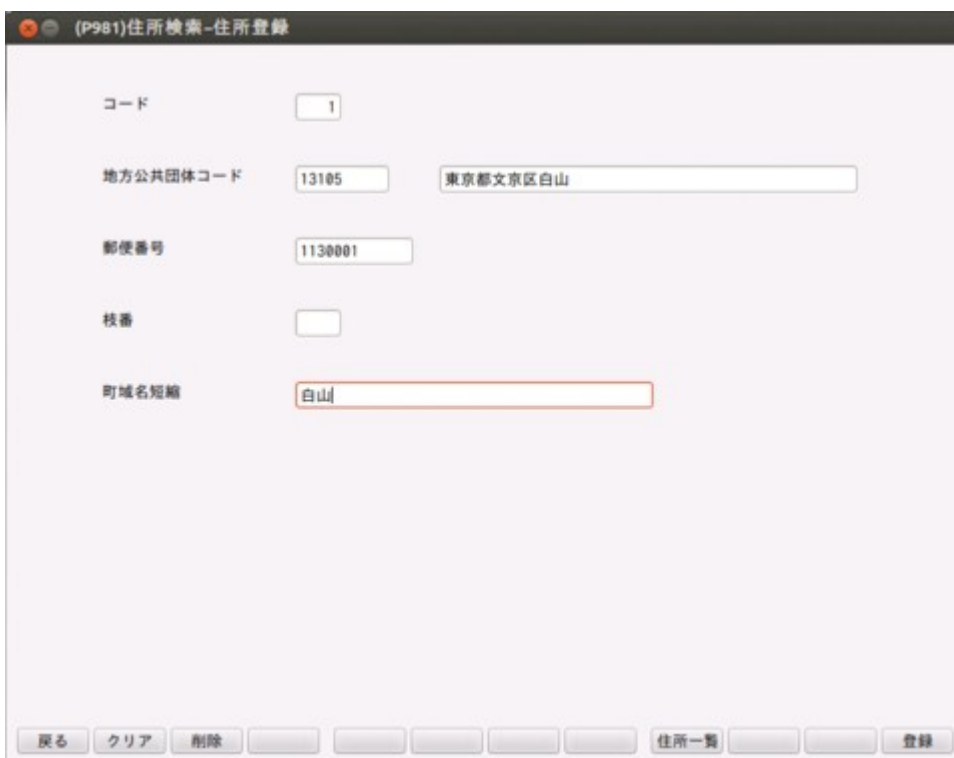 (P981)住所検索–住所登録
コード 1
地方公共団体コード 13105 東京都文京区白山
郵便番号 1130001
枝番
町域名短縮 白山
戻る クリア 削除 住所一覧 登録